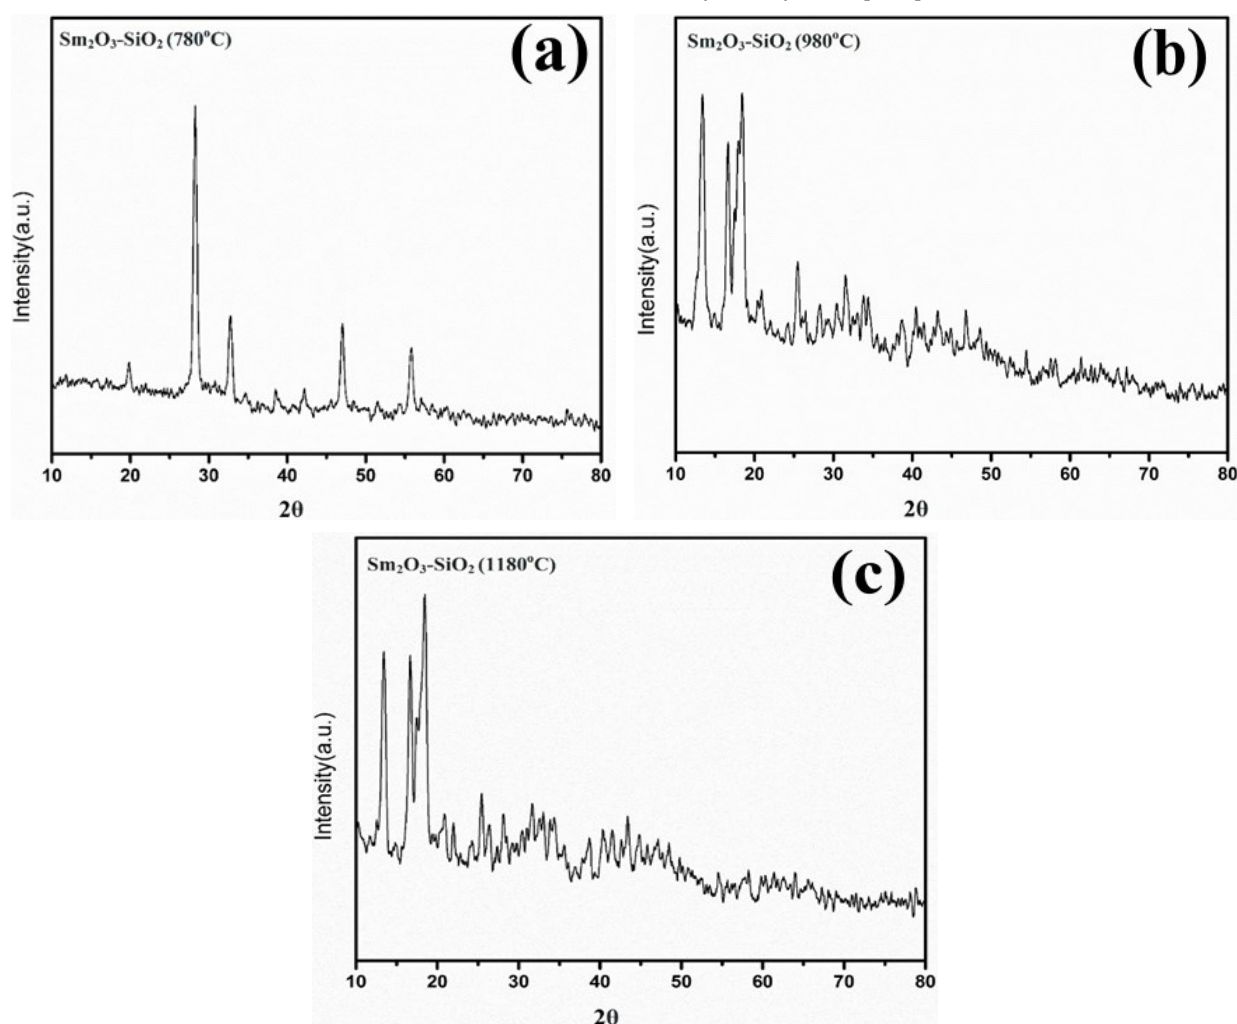 Sm₂O₃-SiO₂ (780°C)
(a)
Intensity(a.u.)
10 20 30 40 50 60 70 80
2θ
Sm₂O₃-SiO₂ (980°C)
(b)
Intensity(a.u.)
10 20 30 40 50 60 70 80
2θ
Sm₂O₃-SiO₂ (1180°C)
(c)
Intensity(a.u.)
10 20 30 40 50 60 70 80
2θ